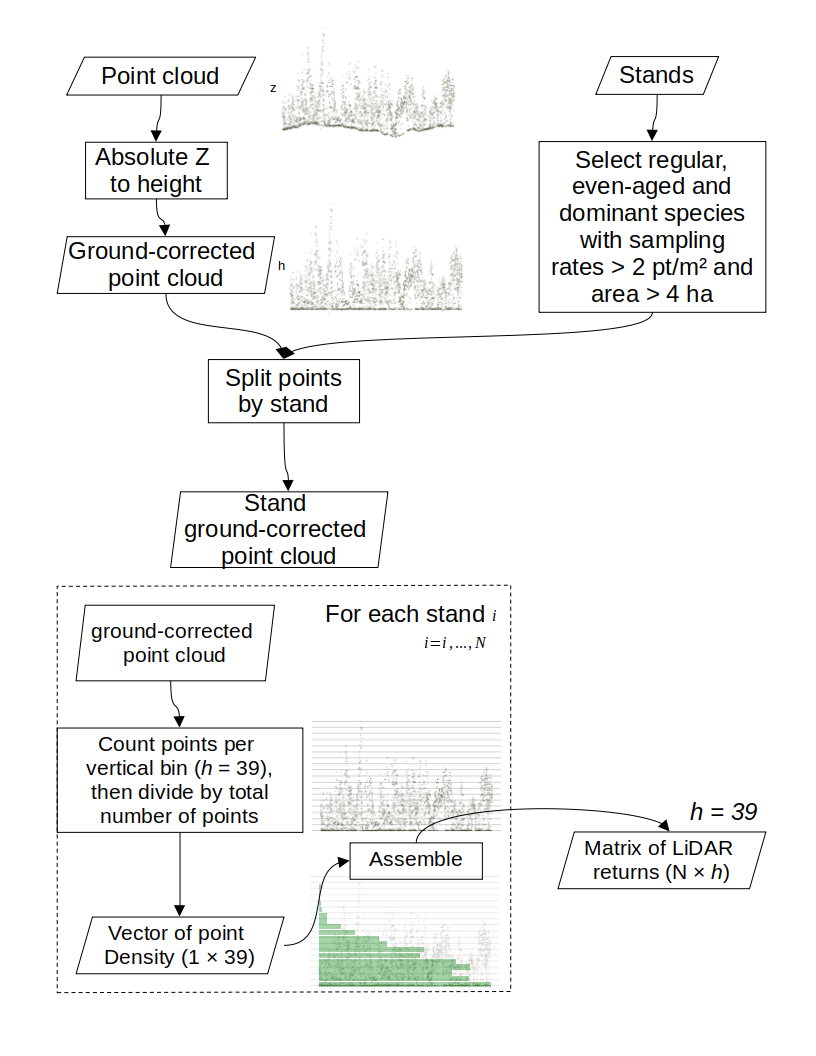 Point cloud
z
Stands
Absolute Z
to height
Select regular,
even-aged and
dominant species
with sampling
rates > 2 pt/m² and
area > 4 ha
Ground-corrected
point cloud
h
Split points
by stand
Stand
ground-corrected
point cloud
For each stand i
i=i,..., N
ground-corrected
point cloud
Count points per
vertical bin (h = 39),
then divide by total
number of points
h = 39
Assemble
Matrix of LiDAR
returns (N × h)
Vector of point
Density (1 × 39)